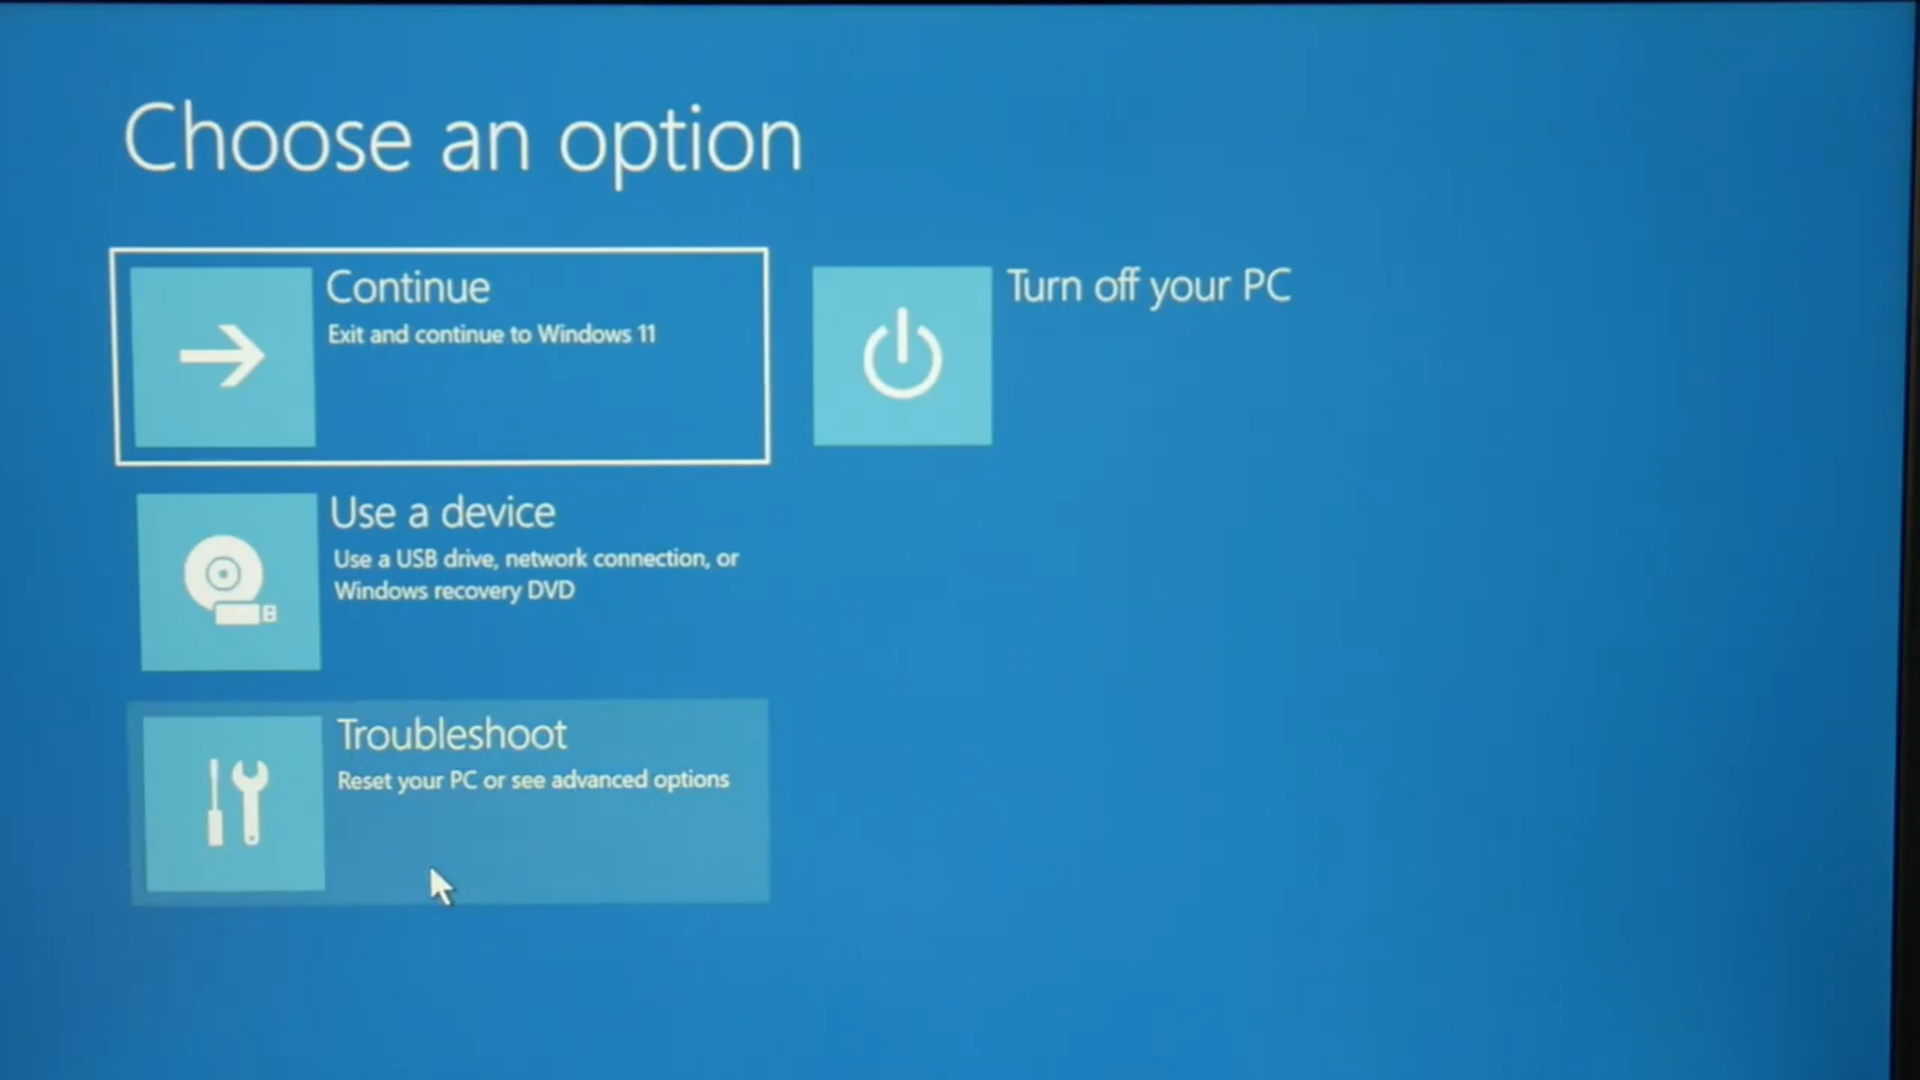 Choose an option
Continue
Exit and continue to Windows 11
Turn off your PC
Use a device
Use a USB drive, network connection, or
Windows recovery DVD
Troubleshoot
Reset your PC or see advanced options